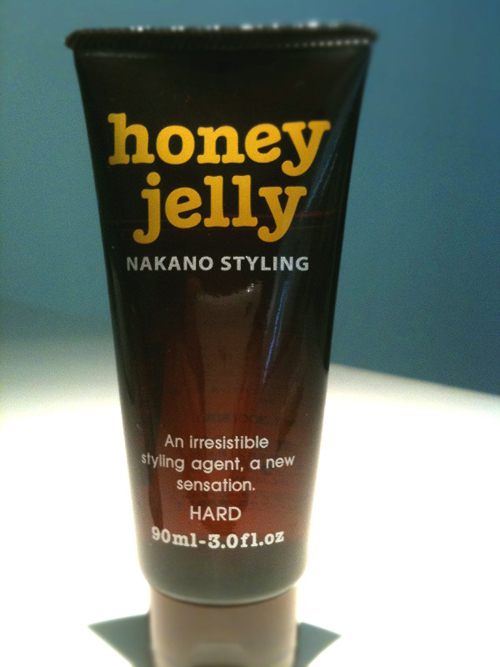 honey
jelly
NAKANO STYLING
An irresistible
styling agent, a new
sensation.
HARD
90ml-3.0fl.oz